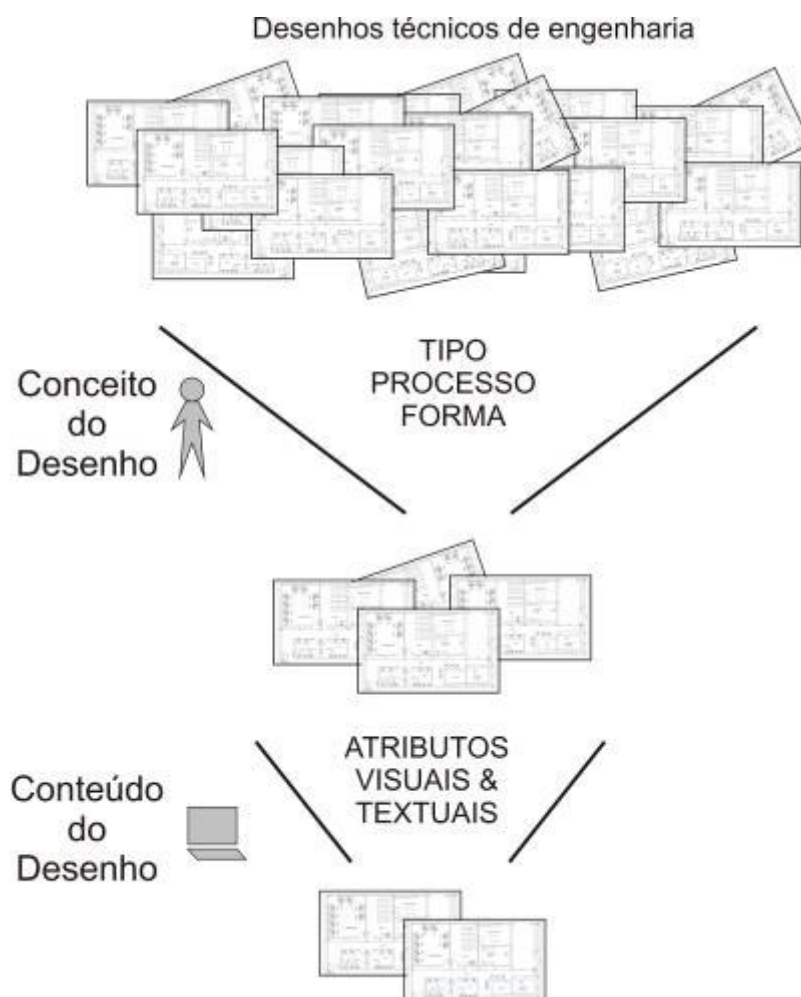 Desenhos técnicos de engenharia
TIPO
PROCESSO
FORMA
Conceito
do
Desenho
ATRIBUTOS
VISUAIS &
TEXTUAIS
Conteúdo
do
Desenho